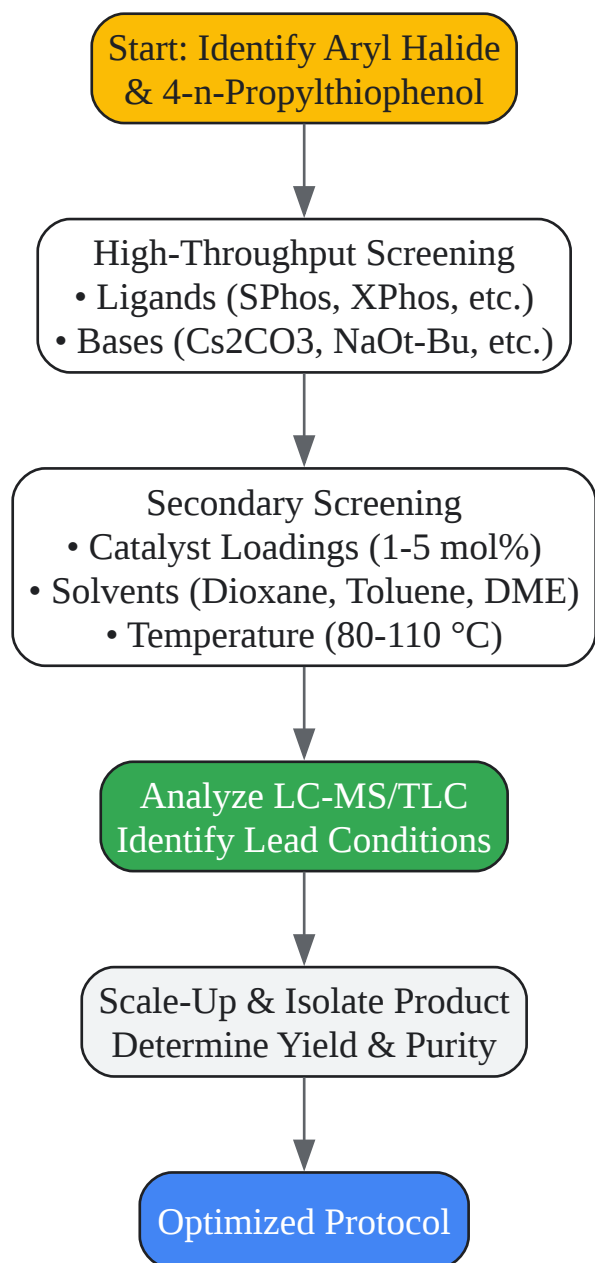 Start: Identify Aryl Halide
& 4-n-Propylthiophenol
High-Throughput Screening
• Ligands (SPhos, XPhos, etc.)
• Bases (Cs2CO3, NaOt-Bu, etc.)
Secondary Screening
• Catalyst Loadings (1-5 mol%)
• Solvents (Dioxane, Toluene, DME)
• Temperature (80-110 °C)
Analyze LC-MS/TLC
Identify Lead Conditions
Scale-Up & Isolate Product
Determine Yield & Purity
Optimized Protocol